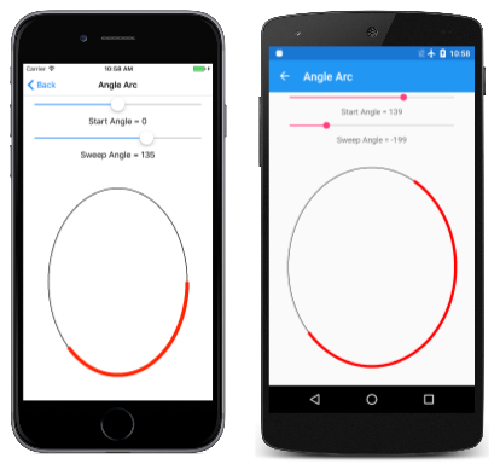 Carrier 10:58 AM
Back Angle Arc
Start Angle = 0
Sweep Angle = 135
10:58
Angle Arc
Start Angle = 139
Sweep Angle = -199